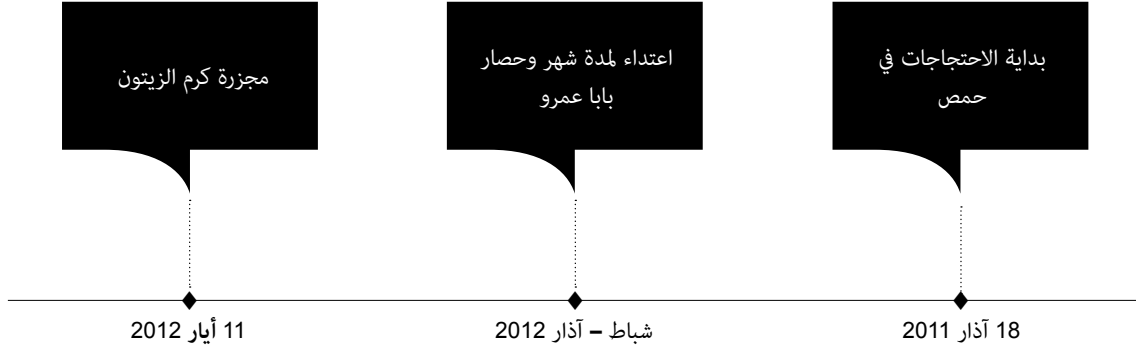 بداية الاحتجاجات في
حمص
اعتداء لمدة شهر وحصار
بابا عمرو
مجزرة كرم الزيتون
18 آذار 2011
شباط – آذار 2012
11 أيار 2012